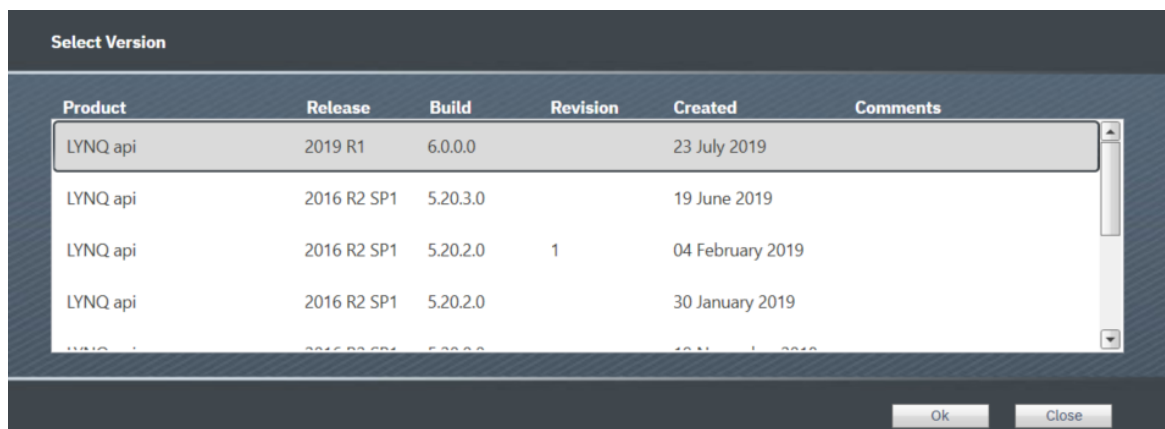 Select Version
Product Release Build Revision Created Comments
LYNQ api 2019 R1 6.0.0.0 23 July 2019
LYNQ api 2016 R2 SP1 5.20.3.0 19 June 2019
LYNQ api 2016 R2 SP1 5.20.2.0 1 04 February 2019
LYNQ api 2016 R2 SP1 5.20.2.0 30 January 2019
Ok Close